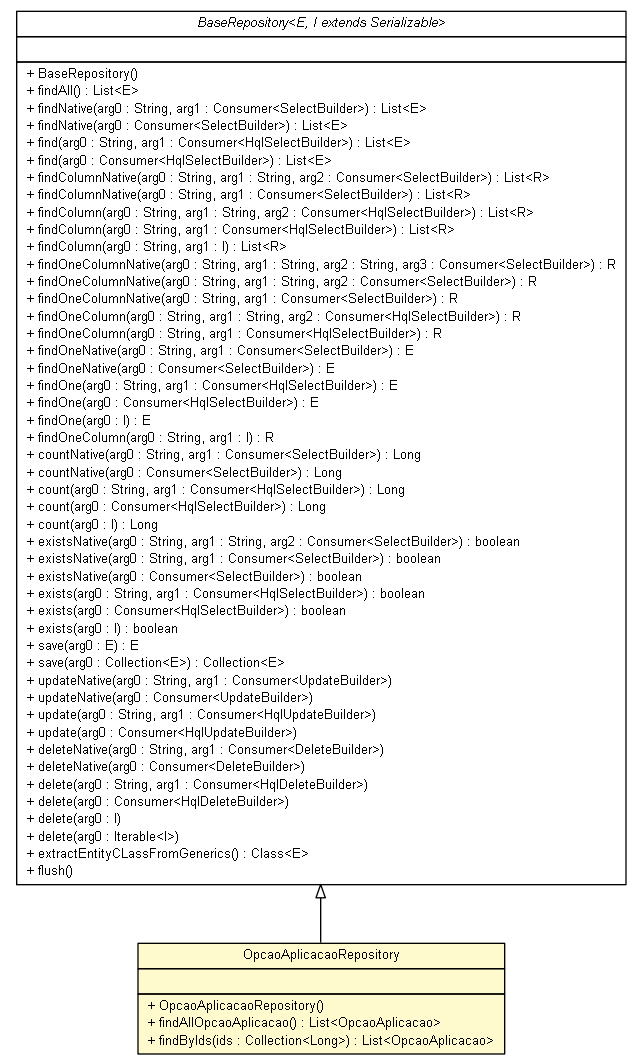 BaseRepository<E, I extends Serializable>
+ BaseRepository()
+ findAll() : List<E>
+ findNative(arg0 : String, arg1 : Consumer<SelectBuilder>) : List<E>
+ findNative(arg0 : Consumer<SelectBuilder>) : List<E>
+ find(arg0 : String, arg1 : Consumer<HqlSelectBuilder>) : List<E>
+ find(arg0 : Consumer<HqlSelectBuilder>) : List<E>
+ findColumnNative(arg0 : String, arg1 : String, arg2 : Consumer<SelectBuilder>) : List<R>
+ findColumnNative(arg0 : String, arg1 : Consumer<SelectBuilder>) : List<R>
+ findColumn(arg0 : String, arg1 : String, arg2 : Consumer<HqlSelectBuilder>) : List<R>
+ findColumn(arg0 : String, arg1 : Consumer<HqlSelectBuilder>) : List<R>
+ findColumn(arg0 : String, arg1 : I) : List<R>
+ findOneColumnNative(arg0 : String, arg1 : String, arg2 : String, arg3 : Consumer<SelectBuilder>) : R
+ findOneColumnNative(arg0 : String, arg1 : String, arg2 : Consumer<SelectBuilder>) : R
+ findOneColumnNative(arg0 : String, arg1 : Consumer<SelectBuilder>) : R
+ findOneColumn(arg0 : String, arg1 : String, arg2 : Consumer<HqlSelectBuilder>) : R
+ findOneColumn(arg0 : String, arg1 : Consumer<HqlSelectBuilder>) : R
+ findOneNative(arg0 : String, arg1 : Consumer<SelectBuilder>) : E
+ findOneNative(arg0 : Consumer<SelectBuilder>) : E
+ findOne(arg0 : String, arg1 : Consumer<HqlSelectBuilder>) : E
+ findOne(arg0 : Consumer<HqlSelectBuilder>) : E
+ findOne(arg0 : I) : E
+ findOneColumn(arg0 : String, arg1 : I) : R
+ countNative(arg0 : String, arg1 : Consumer<SelectBuilder>) : Long
+ countNative(arg0 : Consumer<SelectBuilder>) : Long
+ count(arg0 : String, arg1 : Consumer<HqlSelectBuilder>) : Long
+ count(arg0 : Consumer<HqlSelectBuilder>) : Long
+ count(arg0 : I) : Long
+ existsNative(arg0 : String, arg1 : String, arg2 : Consumer<SelectBuilder>) : boolean
+ existsNative(arg0 : String, arg1 : Consumer<SelectBuilder>) : boolean
+ existsNative(arg0 : Consumer<SelectBuilder>) : boolean
+ exists(arg0 : String, arg1 : Consumer<HqlSelectBuilder>) : boolean
+ exists(arg0 : Consumer<HqlSelectBuilder>) : boolean
+ exists(arg0 : I) : boolean
+ save(arg0 : E) : E
+ save(arg0 : Collection<E>) : Collection<E>
+ updateNative(arg0 : String, arg1 : Consumer<UpdateBuilder>)
+ updateNative(arg0 : Consumer<UpdateBuilder>)
+ update(arg0 : String, arg1 : Consumer<HqlUpdateBuilder>)
+ update(arg0 : Consumer<HqlUpdateBuilder>)
+ deleteNative(arg0 : String, arg1 : Consumer<DeleteBuilder>)
+ deleteNative(arg0 : Consumer<DeleteBuilder>)
+ delete(arg0 : String, arg1 : Consumer<HqlDeleteBuilder>)
+ delete(arg0 : Consumer<HqlDeleteBuilder>)
+ delete(arg0 : I)
+ delete(arg0 : Iterable<I>)
+ extractEntityCLassFromGenerics() : Class<E>
+ flush()
OpcaoAplicacaoRepository
+ OpcaoAplicacaoRepository()
+ findAllOpcaoAplicacao() : List<OpcaoAplicacao>
+ findByIds(ids : Collection<Long>) : List<OpcaoAplicacao>